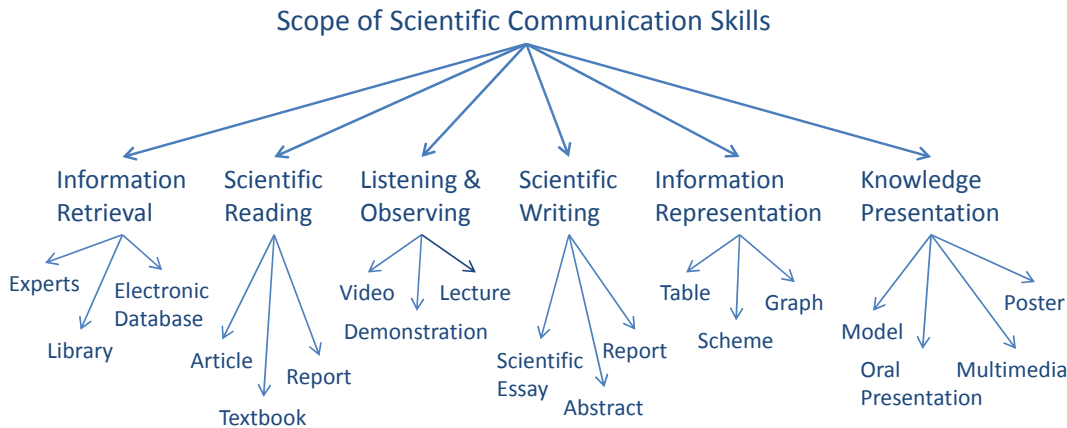 Scope of Scientific Communication Skills
Information
Retrieval
Scientific
Reading
Listening &
Observing
Scientific
Writing
Information
Representation
Knowledge
Presentation
Experts
Library
Electronic
Database
Article
Textbook
Report
Video
Demonstration
Lecture
Scientific
Essay
Abstract
Report
Table
Scheme
Graph
Model
Oral
Presentation
Multimedia
Poster